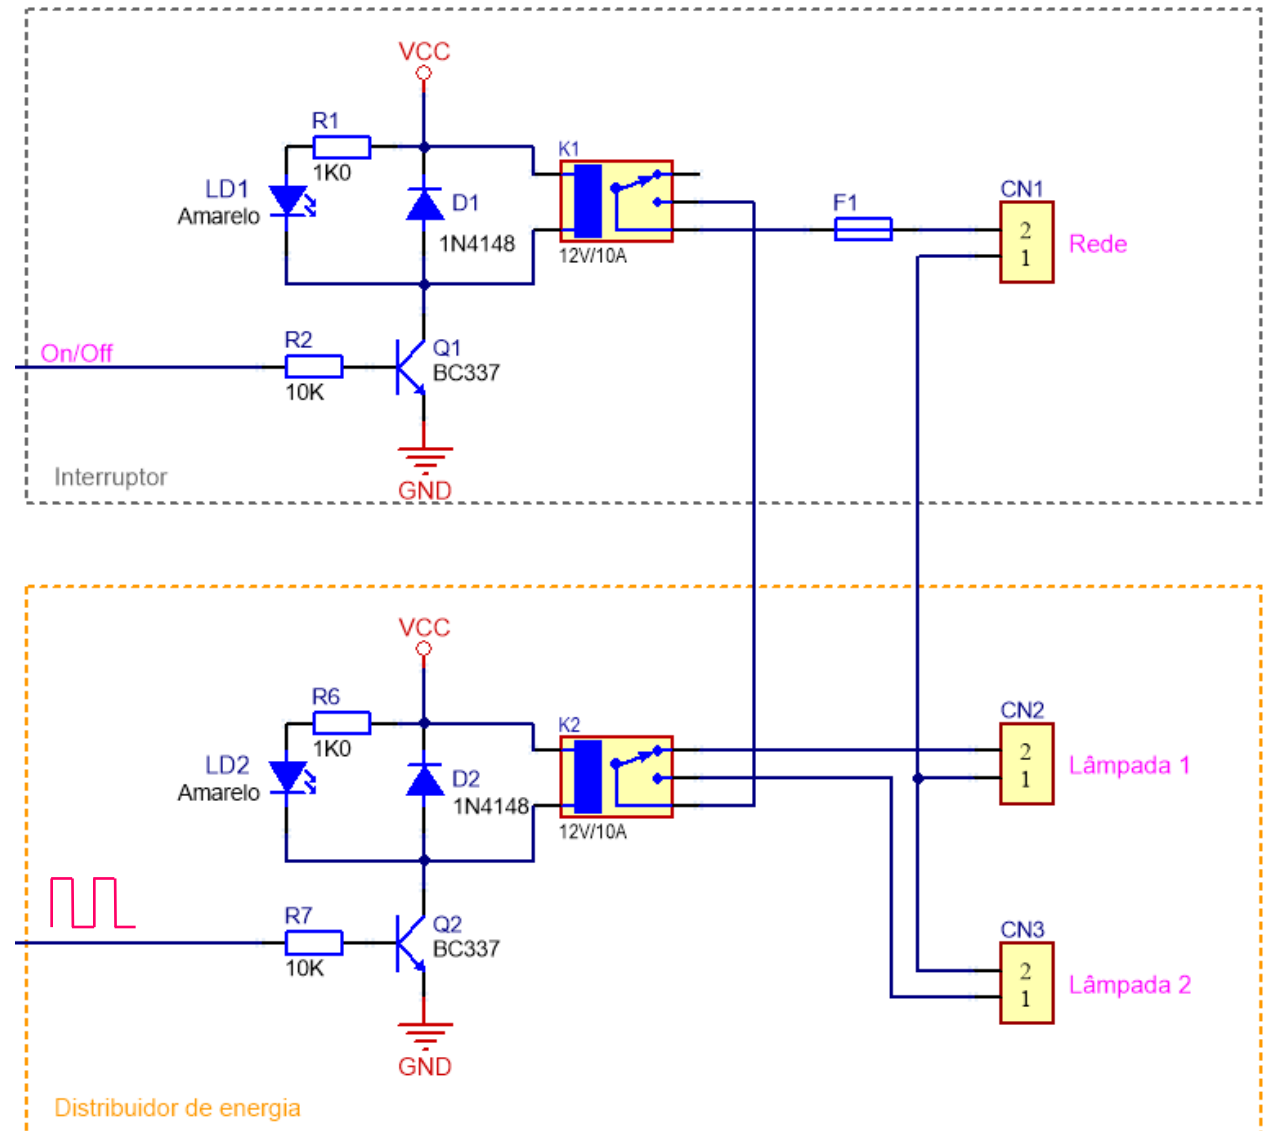 VCC
R1
1K0
LD1
Amarelo
D1
1N4148
K1
12V/10A
F1
CN1
2
1
Rede
On/Off
R2
10K
Q1
BC337
GND
Interruptor
VCC
R6
1K0
LD2
Amarelo
D2
1N4148
K2
12V/10A
CN2
2
1
Lâmpada 1
R7
10K
Q2
BC337
GND
CN3
2
1
Lâmpada 2
Distribuidor de energia